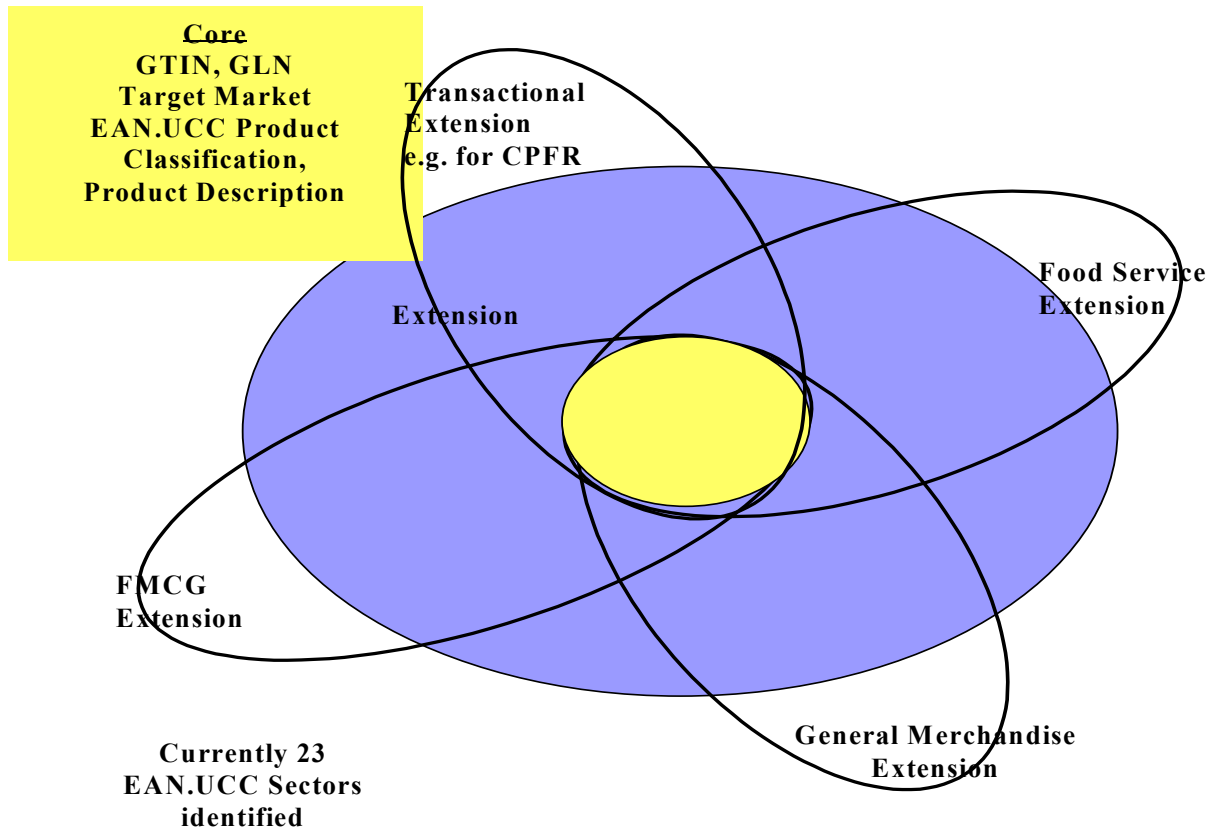 Core
GTIN, GLN
Target Market
EAN.UCC Product
Classification,
Product Description
Transactional
Extension
e.g. for CPFR
Food Service
Extension
Extension
FMCG
Extension
General Merchandise
Extension
Currently 23
EAN.UCC Sectors
identified